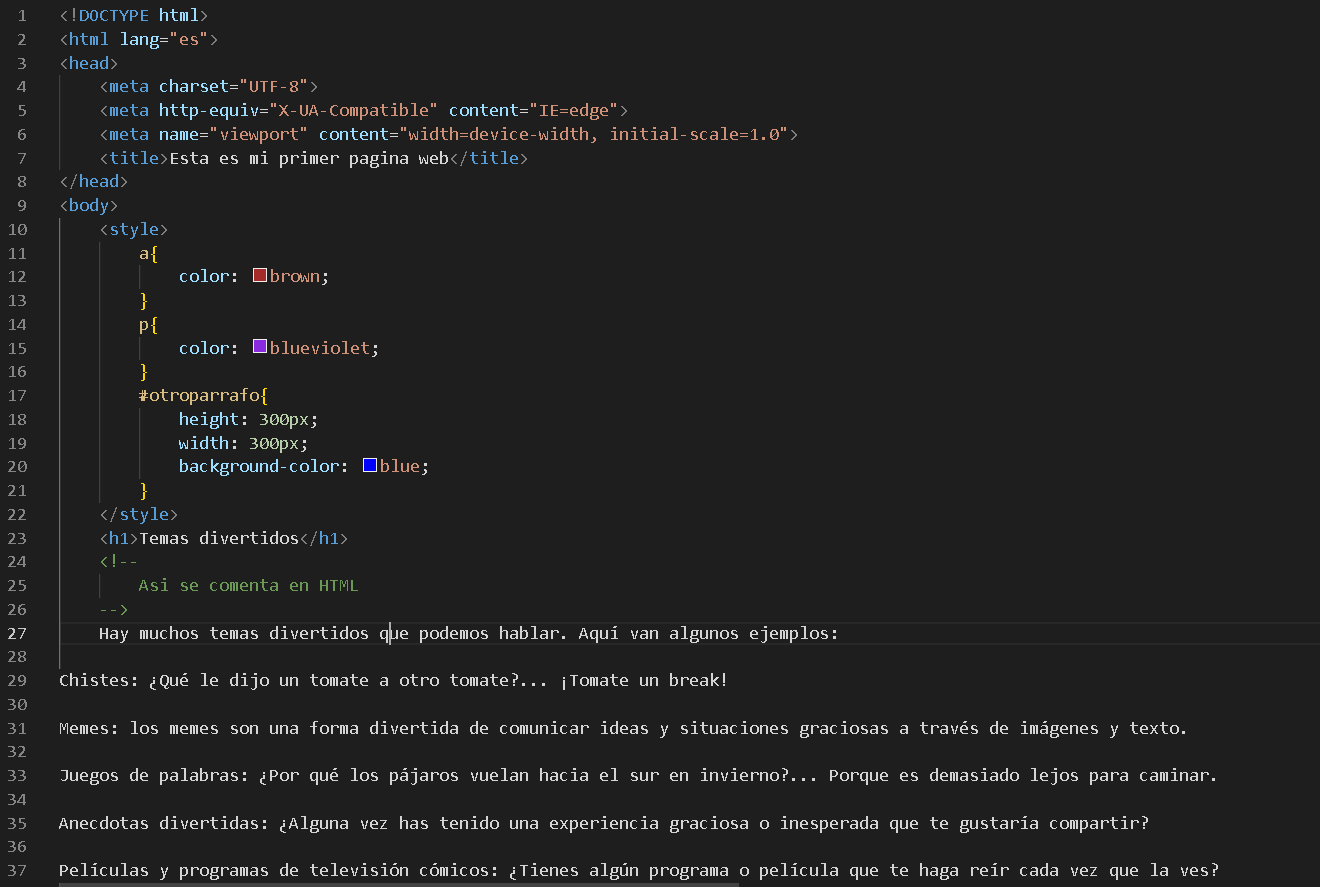 1 <!DOCTYPE html>
2 <html lang="es">
3 <head>
4 <meta charset="UTF-8">
5 <meta http-equiv="X-UA-Compatible" content="IE=edge">
6 <meta name="viewport" content="width=device-width, initial-scale=1.0">
7 <title>Esta es mi primer pagina web</title>
8 </head>
9 <body>
10 <style>
11 a{
12 color: brown;
13 }
14 p{
15 color: blueviolet;
16 }
17 #otroparrafo{
18 height: 300px;
19 width: 300px;
20 background-color: blue;
21 }
22 </style>
23 <h1>Temas divertidos</h1>
24 <!--
25 Asi se comenta en HTML
26 -->
27 Hay muchos temas divertidos que podemos hablar. Aquí van algunos ejemplos:
28
29 Chistes: ¿Qué le dijo un tomate a otro tomate?... ¡Tomate un break!
30
31 Memes: los memes son una forma divertida de comunicar ideas y situaciones graciosas a través de imágenes y texto.
32
33 Juegos de palabras: ¿Por qué los pájaros vuelan hacia el sur en invierno?... Porque es demasiado lejos para caminar.
34
35 Anecdotas divertidas: ¿Alguna vez has tenido una experiencia graciosa o inesperada que te gustaría compartir?
36
37 Películas y programas de televisión cómicos: ¿Tienes algún programa o película que te haga reír cada vez que la ves?